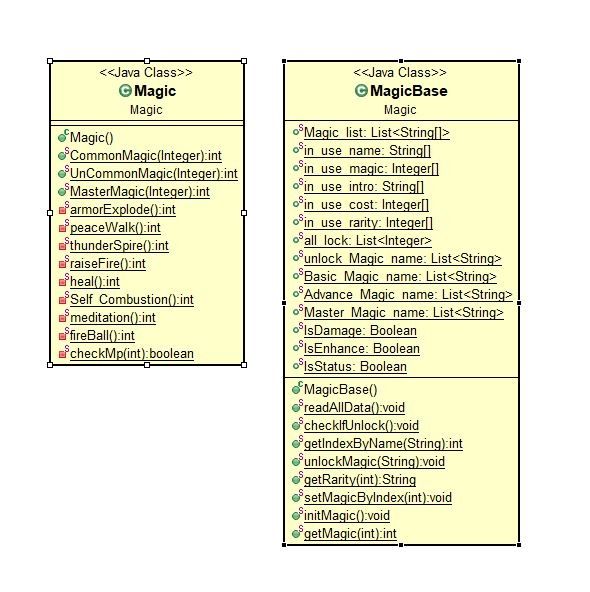 <<Java Class>>
Magic
Magic
Magic()
CommonMagic(Integer):int
UnCommonMagic(Integer):int
MasterMagic(Integer):int
armorExplode():int
peaceWalk():int
thunderSpire():int
raiseFire():int
heal():int
Self_Combustion():int
meditation():int
fireBall():int
checkMp(int):boolean
<<Java Class>>
MagicBase
Magic
Magic_list: List<String[]>
in_use_name: String[]
in_use_magic: Integer[]
in_use_intro: String[]
in_use_cost: Integer[]
in_use_rarity: Integer[]
all_lock: List<Integer>
unlock_Magic_name: List<String>
Basic_Magic_name: List<String>
Advance_Magic_name: List<String>
Master_Magic_name: List<String>
IsDamage: Boolean
IsEnhance: Boolean
IsStatus: Boolean
MagicBase()
readAllData():void
checkIfUnlock():void
getIndexByName(String):int
unlockMagic(String):void
getRarity(int):String
setMagicByIndex(int):void
initMagic():void
getMagic(int):int